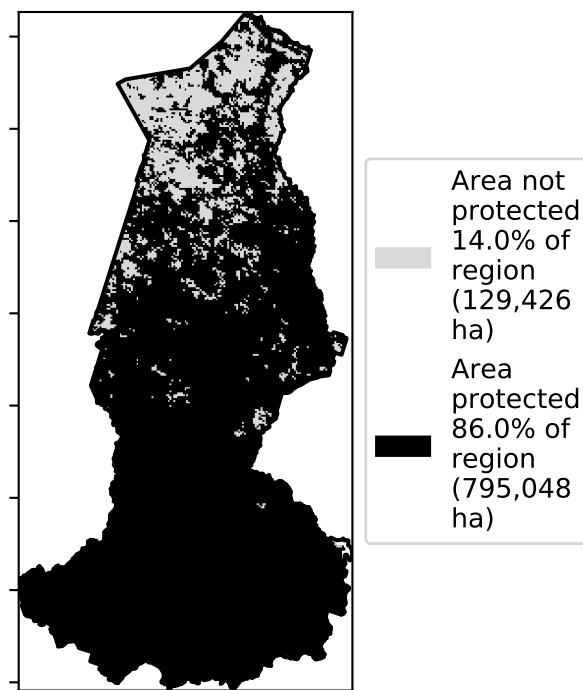 Area not
protected
14.0% of
region
(129,426
ha)
Area
protected
86.0% of
region
(795,048
ha)